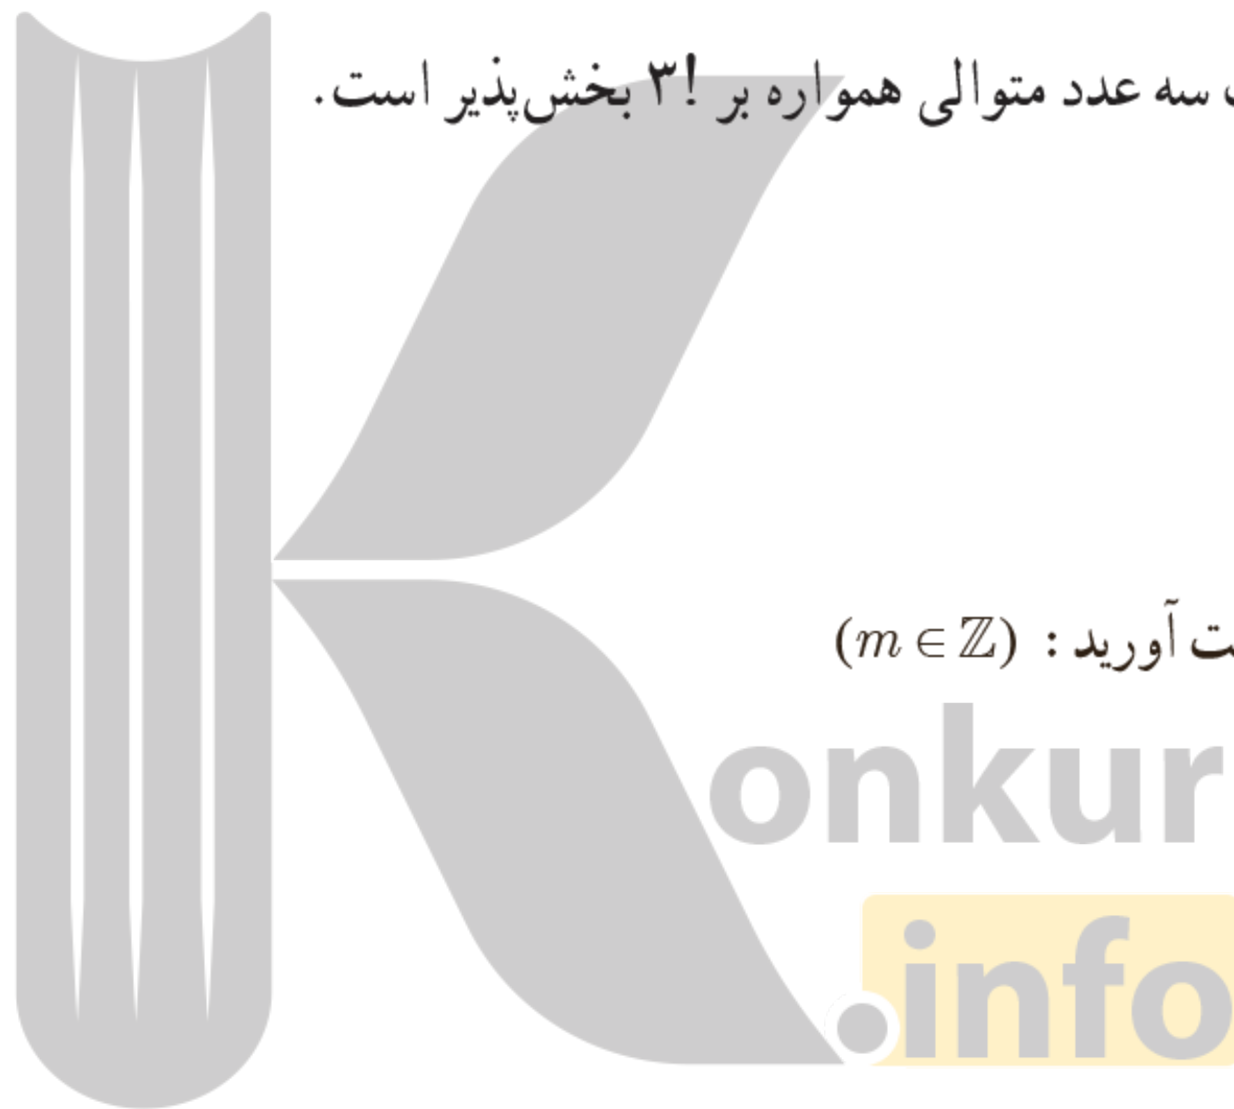 سه عدد متوالی همواره بر !۳ بخش‌پذیر است.
آورید : (m ∈ ℤ)
onkur
.info